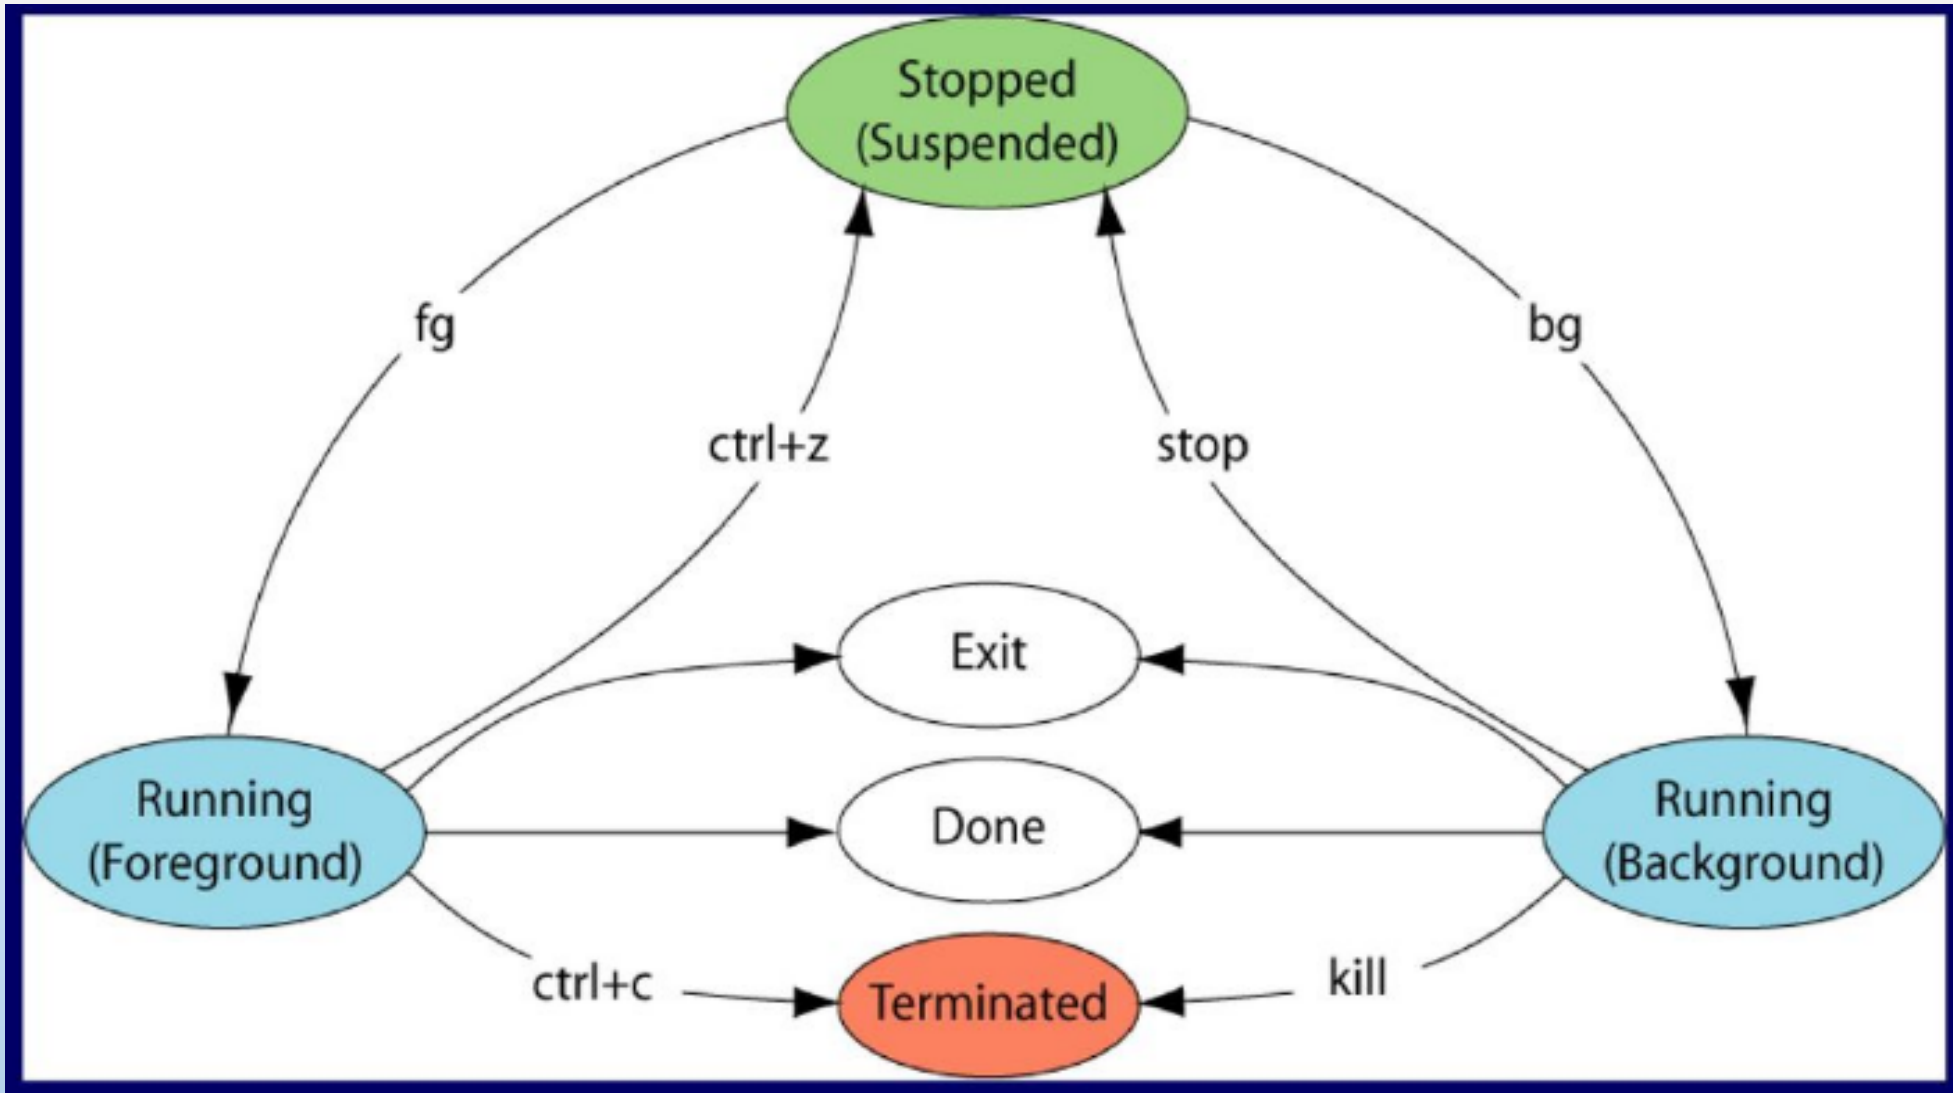 Stopped
(Suspended)
fg
bg
ctrl+z
stop
Exit
Running
(Foreground)
Done
Running
(Background)
ctrl+c
kill
Terminated